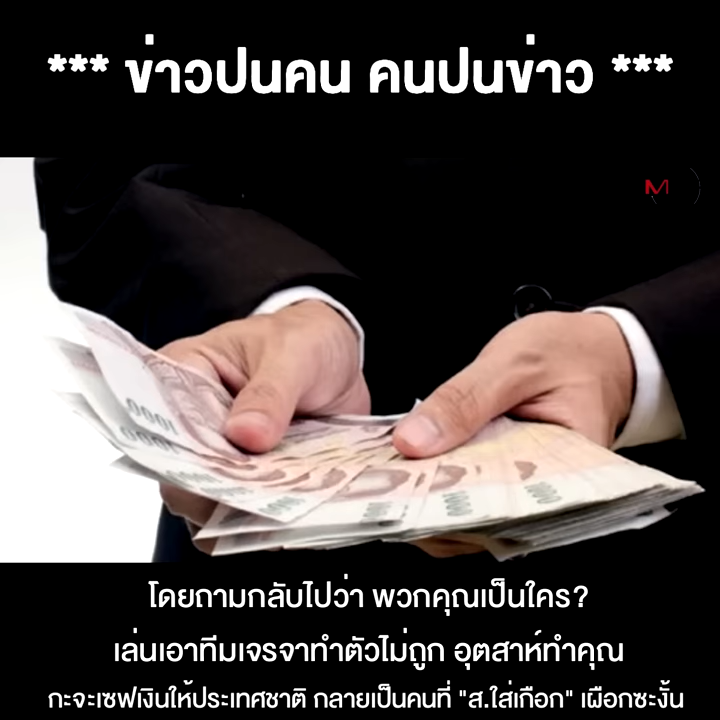 *** ข่าวปนคน คนปนข่าว ***
M
1000
1000
1000
1000
1000
โดยถามกลับไปว่า พวกคุณเป็นใคร?
เล่นเอาทีมเจรจาทำตัวไม่ถูก อุตสาห์ทำคุณ
กะจะเซฟเงินให้ประเทศชาติ กลายเป็นคนที่ "ส.ใส่เกือก" เผือกซะงั้น